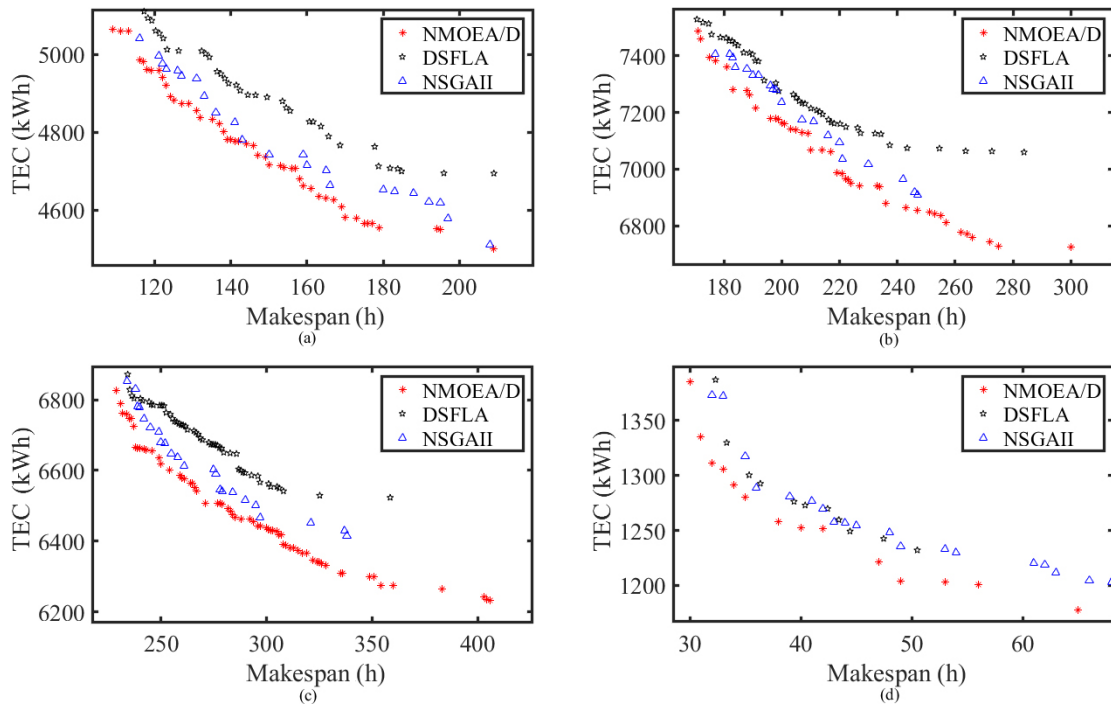 NMOEA/D
DSFLA
NSGAII
5000
4800
4600
TEC (kWh)
120 140 160 180 200
Makespan (h)
(a)
NMOEA/D
DSFLA
NSGAII
7400
7200
7000
6800
TEC (kWh)
180 200 220 240 260 280 300
Makespan (h)
(b)
NMOEA/D
DSFLA
NSGAII
6800
6600
6400
6200
TEC (kWh)
250 300 350 400
Makespan (h)
(c)
NMOEA/D
DSFLA
NSGAII
1350
1300
1250
1200
TEC (kWh)
30 40 50 60
Makespan (h)
(d)